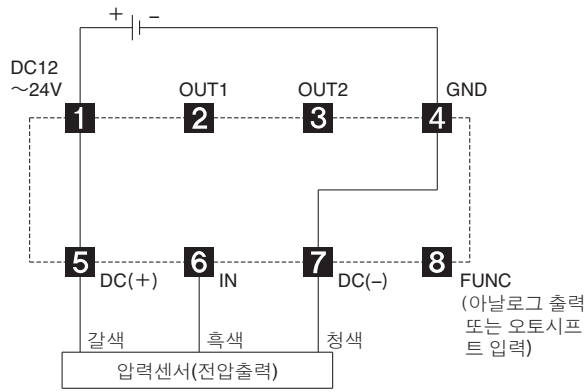 + −
DC12
～24V
OUT1
OUT2
GND
1
2
3
4
5
6
7
8
DC(+)
IN
DC(−)
FUNC
(아날로그 출력
또는 오토시프
트 입력)
갈색
흑색
청색
압력센서(전압출력)